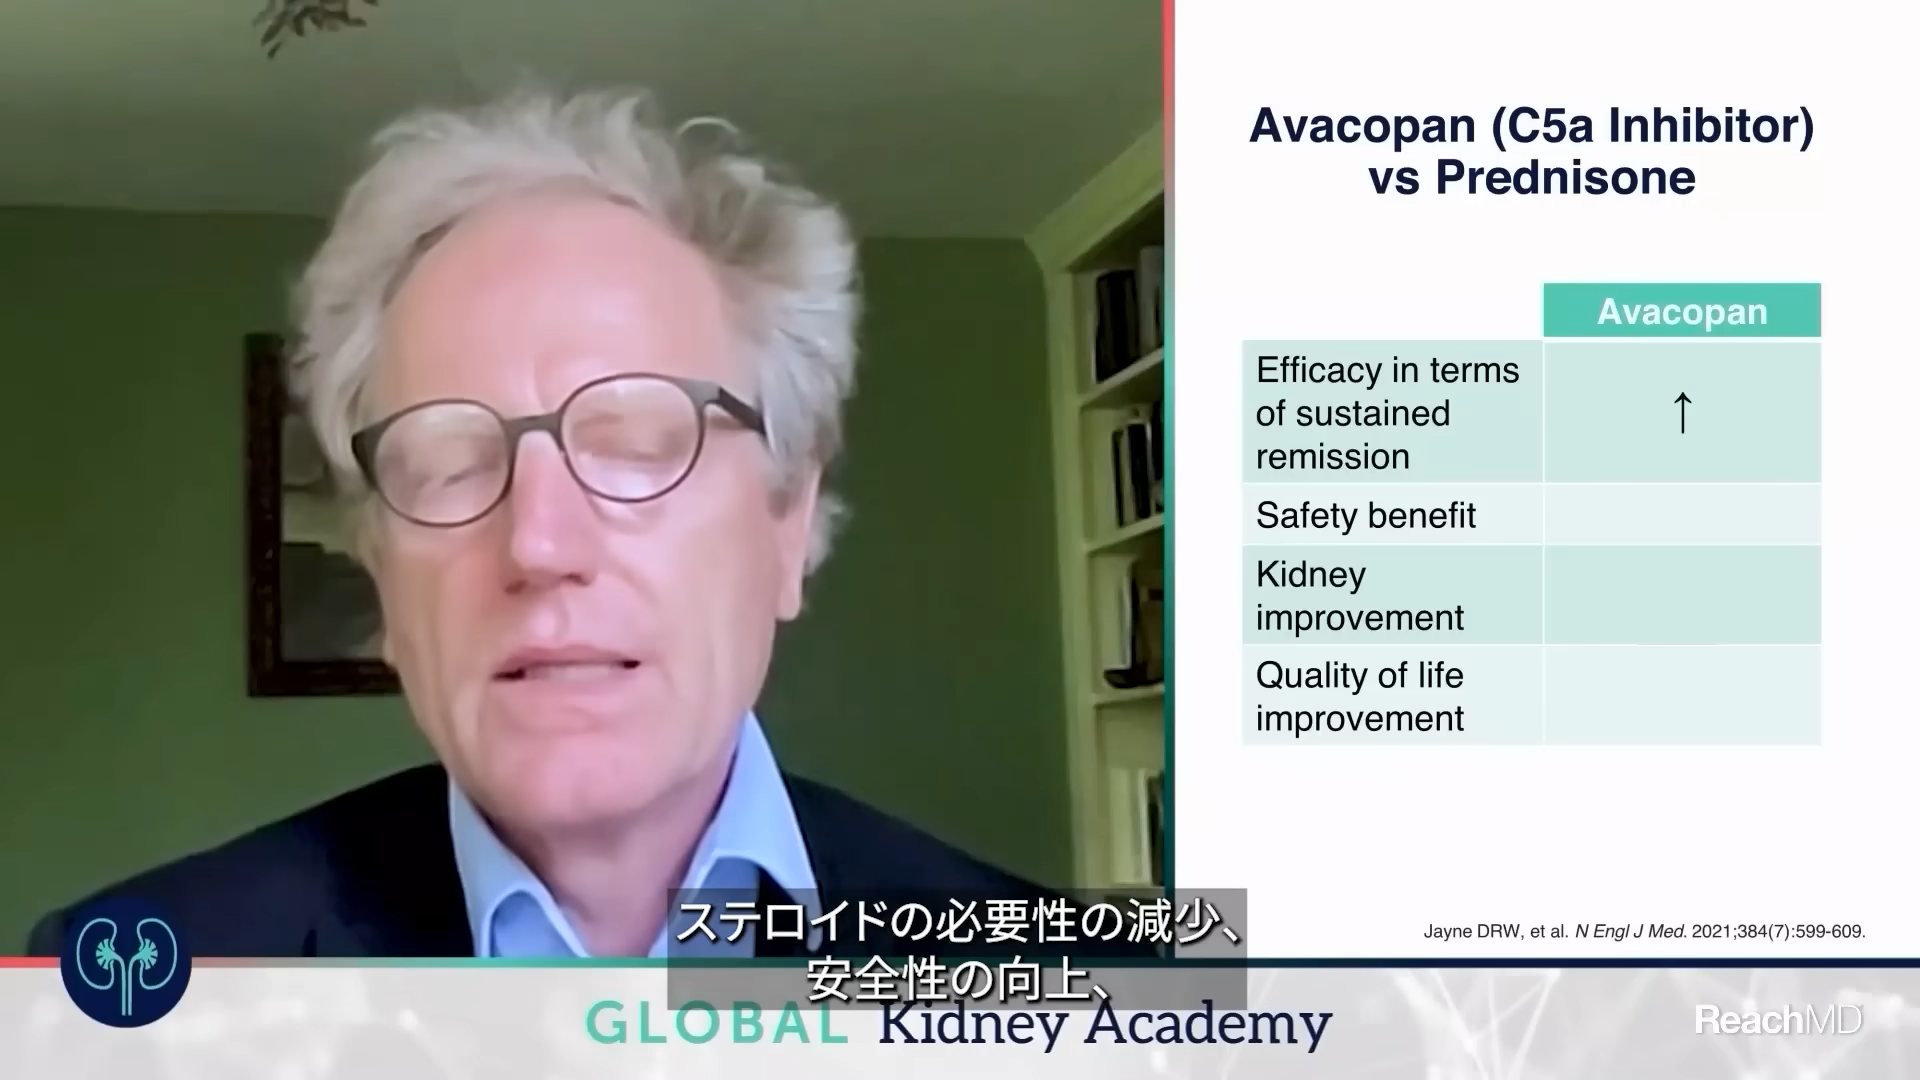 Avacopan (C5a Inhibitor)
vs Prednisone
Avacopan
Efficacy in terms
of sustained
remission
↑
Safety benefit
Kidney
improvement
Quality of life
improvement
Jayne DRW, et al. N Engl J Med. 2021;384(7):599-609.
ステロイドの必要性の減少、
安全性の向上、
GLOBAL Kidney Academy
ReachMD